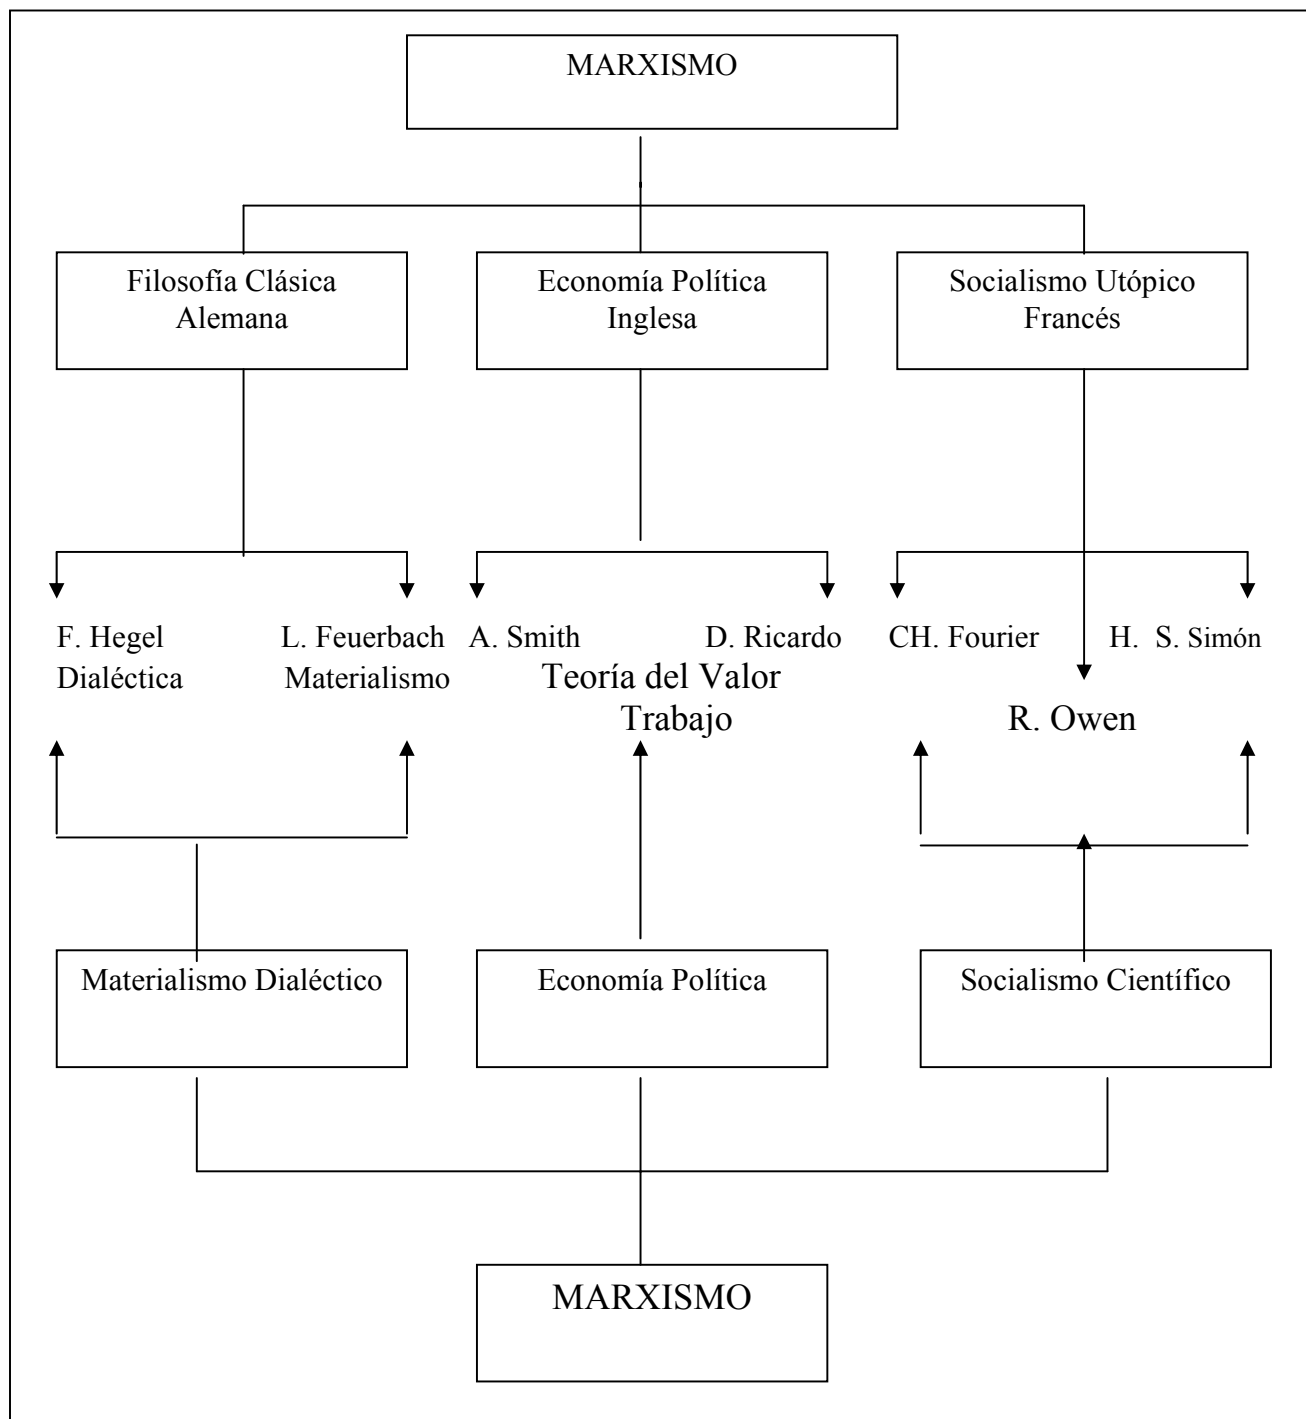 MARXISMO
Filosofía Clásica
Alemana
Economía Política
Inglesa
Socialismo Utópico
Francés
F. Hegel
Dialéctica
L. Feuerbach
Materialismo
A. Smith
D. Ricardo
Teoría del Valor
Trabajo
CH. Fourier
H. S. Simón
R. Owen
Materialismo Dialéctico
Economía Política
Socialismo Científico
MARXISMO